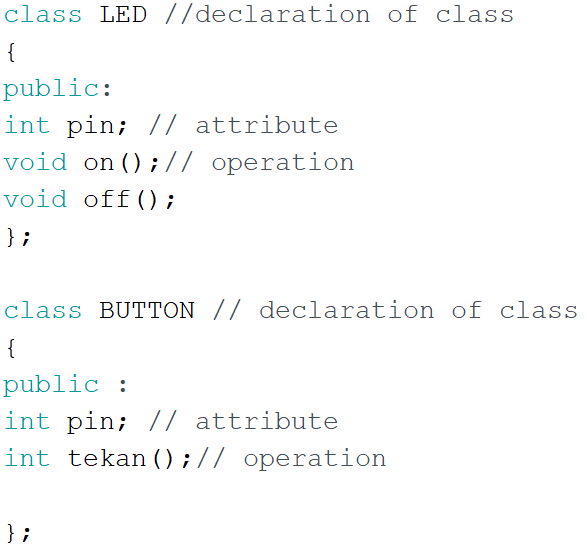 class LED //declaration of class
{
public:
int pin; // attribute
void on();// operation
void off();
};
class BUTTON // declaration of class
{
public :
int pin; // attribute
int tekan();// operation
};